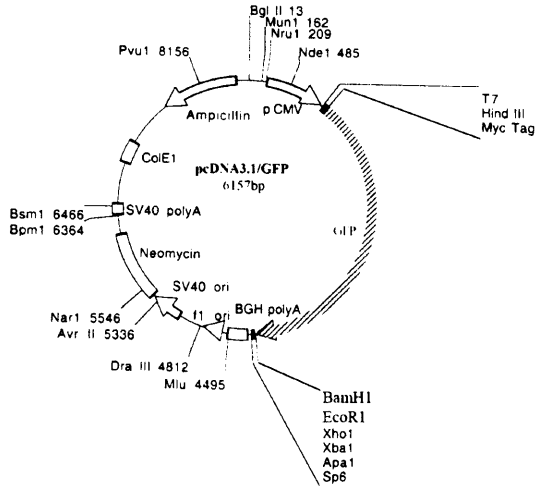 Bgl II 13
Mun1 162
Nru1 209
Nde1 485
Pvu1 8156
Ampicillin
p CMV
T7
Hind III
Myc Tag
ColE1
pcDNA3.1/GFP
6157bp
GFP
Bsm1 6466
Bpm1 6364
SV40 polyA
Neomycin
SV40 ori
f1 ori
BGH polyA
Nar1 5546
Avr II 5336
Dra III 4812
Mlu 4495
BamH1
EcoR1
Xho1
Xba1
Apa1
Sp6